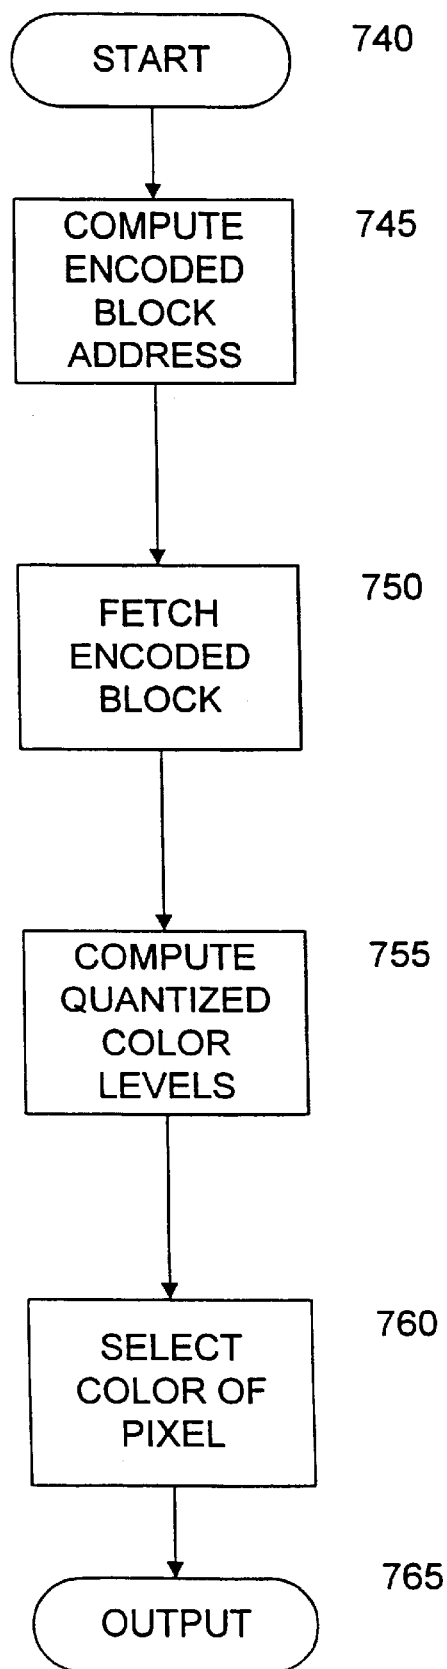 START
740
COMPUTE
ENCODED
BLOCK
ADDRESS
745
FETCH
ENCODED
BLOCK
750
COMPUTE
QUANTIZED
COLOR
LEVELS
755
SELECT
COLOR OF
PIXEL
760
OUTPUT
765